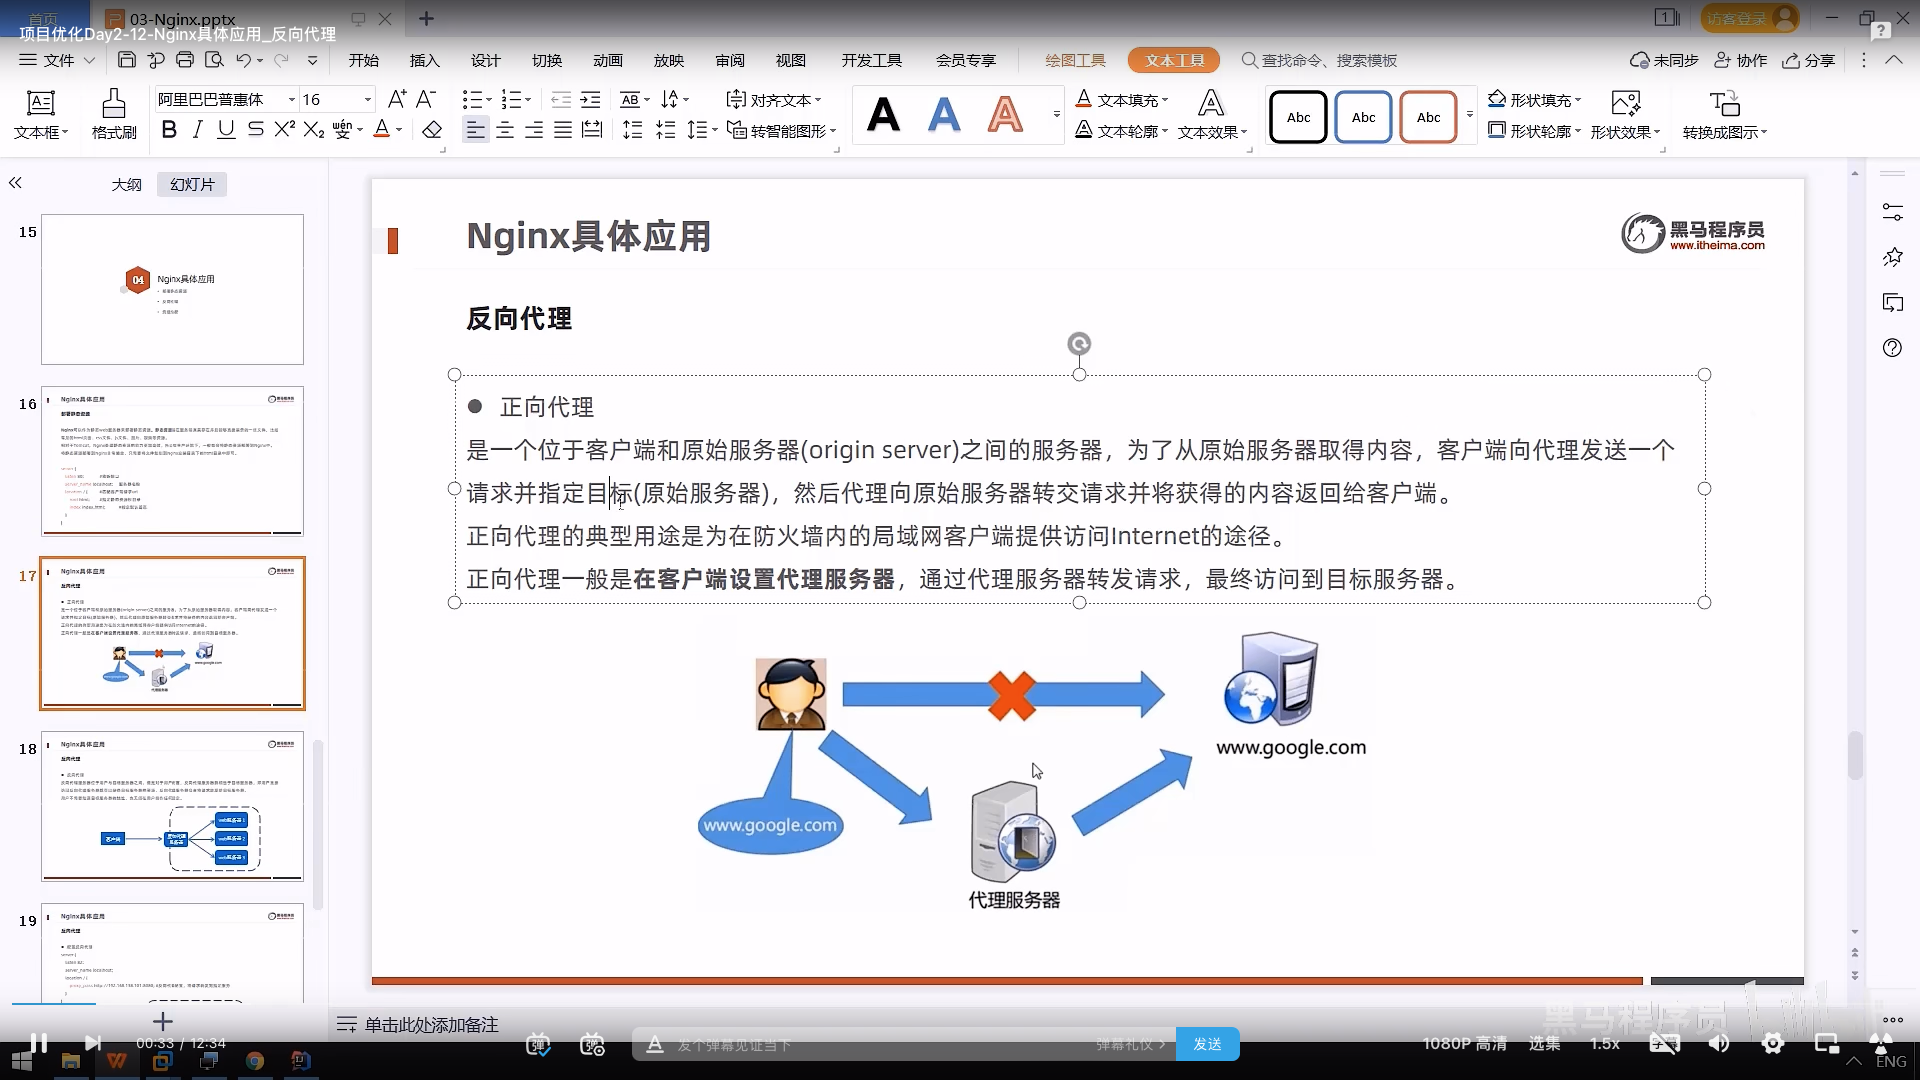 首页
03-Nginx.pptx
访客登录
项目优化Day2-12-Nginx具体应用_反向代理
文件 开始 插入 设计 切换 动画 放映 审阅 视图 开发工具 会员专享 绘图工具 文本工具 查找命令、搜索模板 未同步 协作 分享
文本框 格式刷 阿里巴巴普惠体 16 对齐文本 转智能图形 文本填充 文本轮廓 文本效果 Abc Abc Abc 形状填充 形状轮廓 形状效果 转换成图示
大纲 幻灯片
15
04 Nginx具体应用
16
Nginx具体应用
17
Nginx具体应用
反向代理
18
Nginx具体应用
反向代理
19
Nginx具体应用
反向代理
Nginx具体应用
黑马程序员
www.itheima.com
反向代理
● 正向代理
是一个位于客户端和原始服务器(origin server)之间的服务器，为了从原始服务器取得内容，客户端向代理发送一个
请求并指定目标(原始服务器)，然后代理向原始服务器转交请求并将获得的内容返回给客户端。
正向代理的典型用途是为在防火墙内的局域网客户端提供访问Internet的途径。
正向代理一般是在客户端设置代理服务器，通过代理服务器转发请求，最终访问到目标服务器。
www.google.com
www.google.com
代理服务器
单击此处添加备注
黑马程序员
00:33 / 12:34
发个弹幕见证当下
弹幕礼仪
发送
1080P 高清
选集
1.5x
ENG